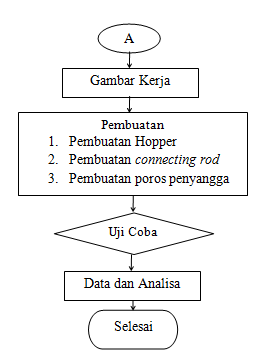 A
Gambar Kerja
Pembuatan
1. Pembuatan Hopper
2. Pembuatan connecting rod
3. Pembuatan poros penyangga
Uji Coba
Data dan Analisa
Selesai